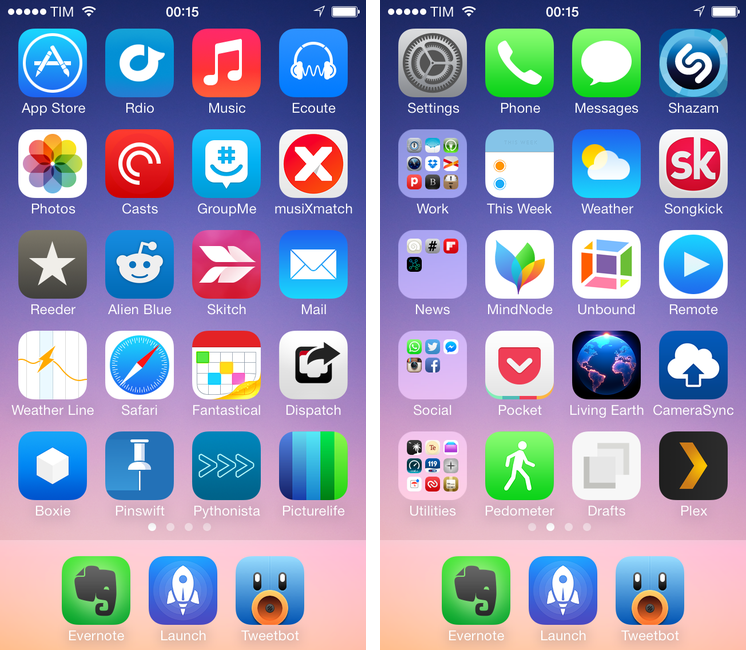 TIM 00:15
App Store Rdio Music Ecoute
Photos Casts GroupMe musiXmatch
Reeder Alien Blue Skitch Mail
Weather Line Safari Fantastical Dispatch
Boxie Pinswift Pythonista Picturelife
Evernote Launch Tweetbot
TIM 00:15
Settings Phone Messages Shazam
sk
Work This Week Weather Songkick
News MindNode Unbound Remote
Social Pocket Living Earth CameraSync
119
Utilities Pedometer Drafts Plex
Evernote Launch Tweetbot